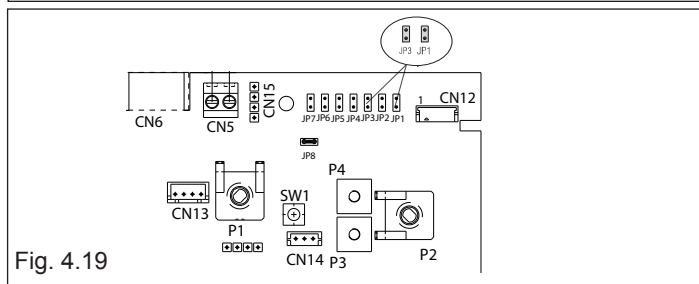 JP3 JP1
CN6
CN5
CN15
JP7 JP6 JP5 JP4 JP3 JP2 JP1
1 CN12
JP8
CN13
P1
SW1
P4
CN14 P3
P2
Fig. 4.19